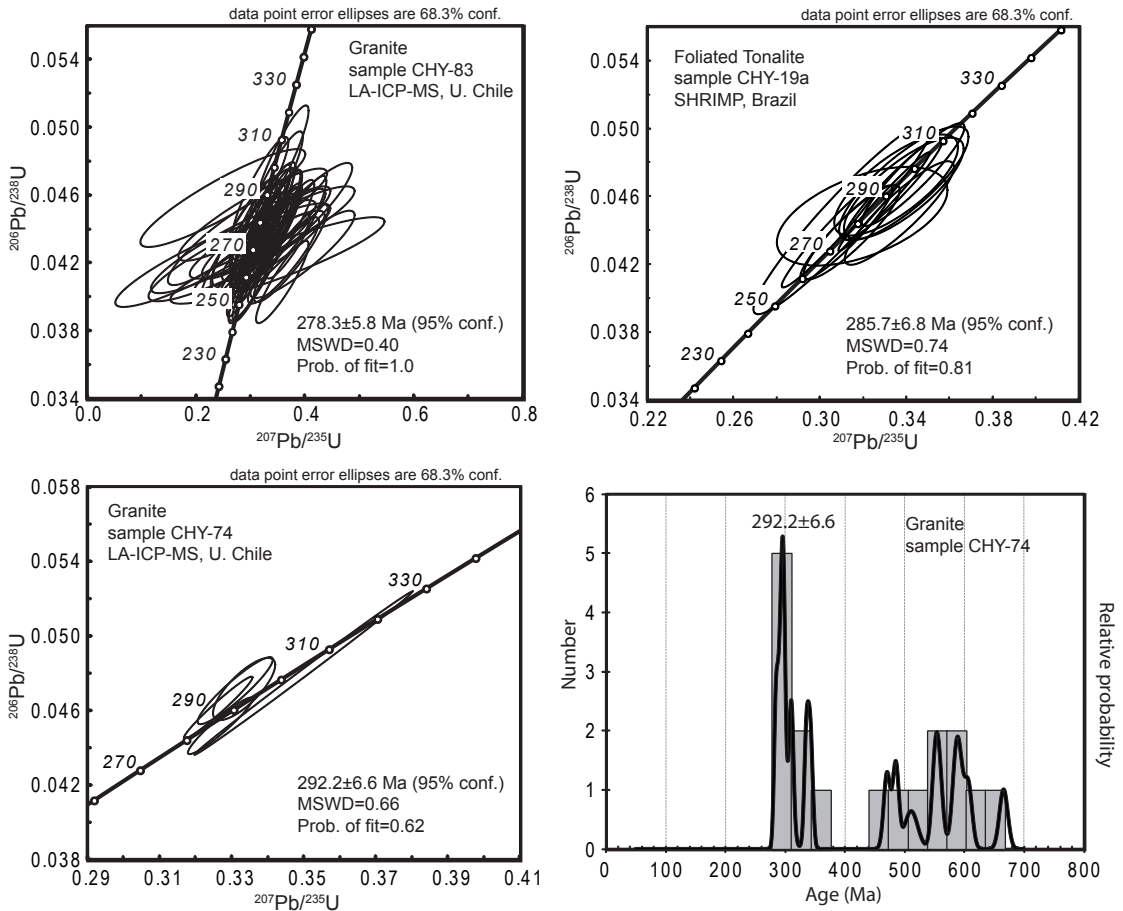 data point error ellipses are 68.3% conf.
Granite
sample CHY-83
LA-ICP-MS, U. Chile
0.054
0.050
0.046
0.042
0.038
0.034
206Pb/238U
330
310
290
270
250
230
278.3±5.8 Ma (95% conf.)
MSWD=0.40
Prob. of fit=1.0
0.0 0.2 0.4 0.6 0.8
207Pb/235U
data point error ellipses are 68.3% conf.
Foliated Tonalite
sample CHY-19a
SHRIMP, Brazil
0.054
0.050
0.046
0.042
0.038
0.034
206Pb/238U
330
310
290
270
250
230
285.7±6.8 Ma (95% conf.)
MSWD=0.74
Prob. of fit=0.81
0.22 0.26 0.30 0.34 0.38 0.42
207Pb/235U
data point error ellipses are 68.3% conf.
Granite
sample CHY-74
LA-ICP-MS, U. Chile
0.058
0.054
0.050
0.046
0.042
0.038
206Pb/238U
330
310
290
270
292.2±6.6 Ma (95% conf.)
MSWD=0.66
Prob. of fit=0.62
0.29 0.31 0.33 0.35 0.37 0.39 0.41
207Pb/235U
292.2±6.6
Granite
sample CHY-74
6
5
4
3
2
1
0
Number
Relative probability
0 100 200 300 400 500 600 700 800
Age (Ma)